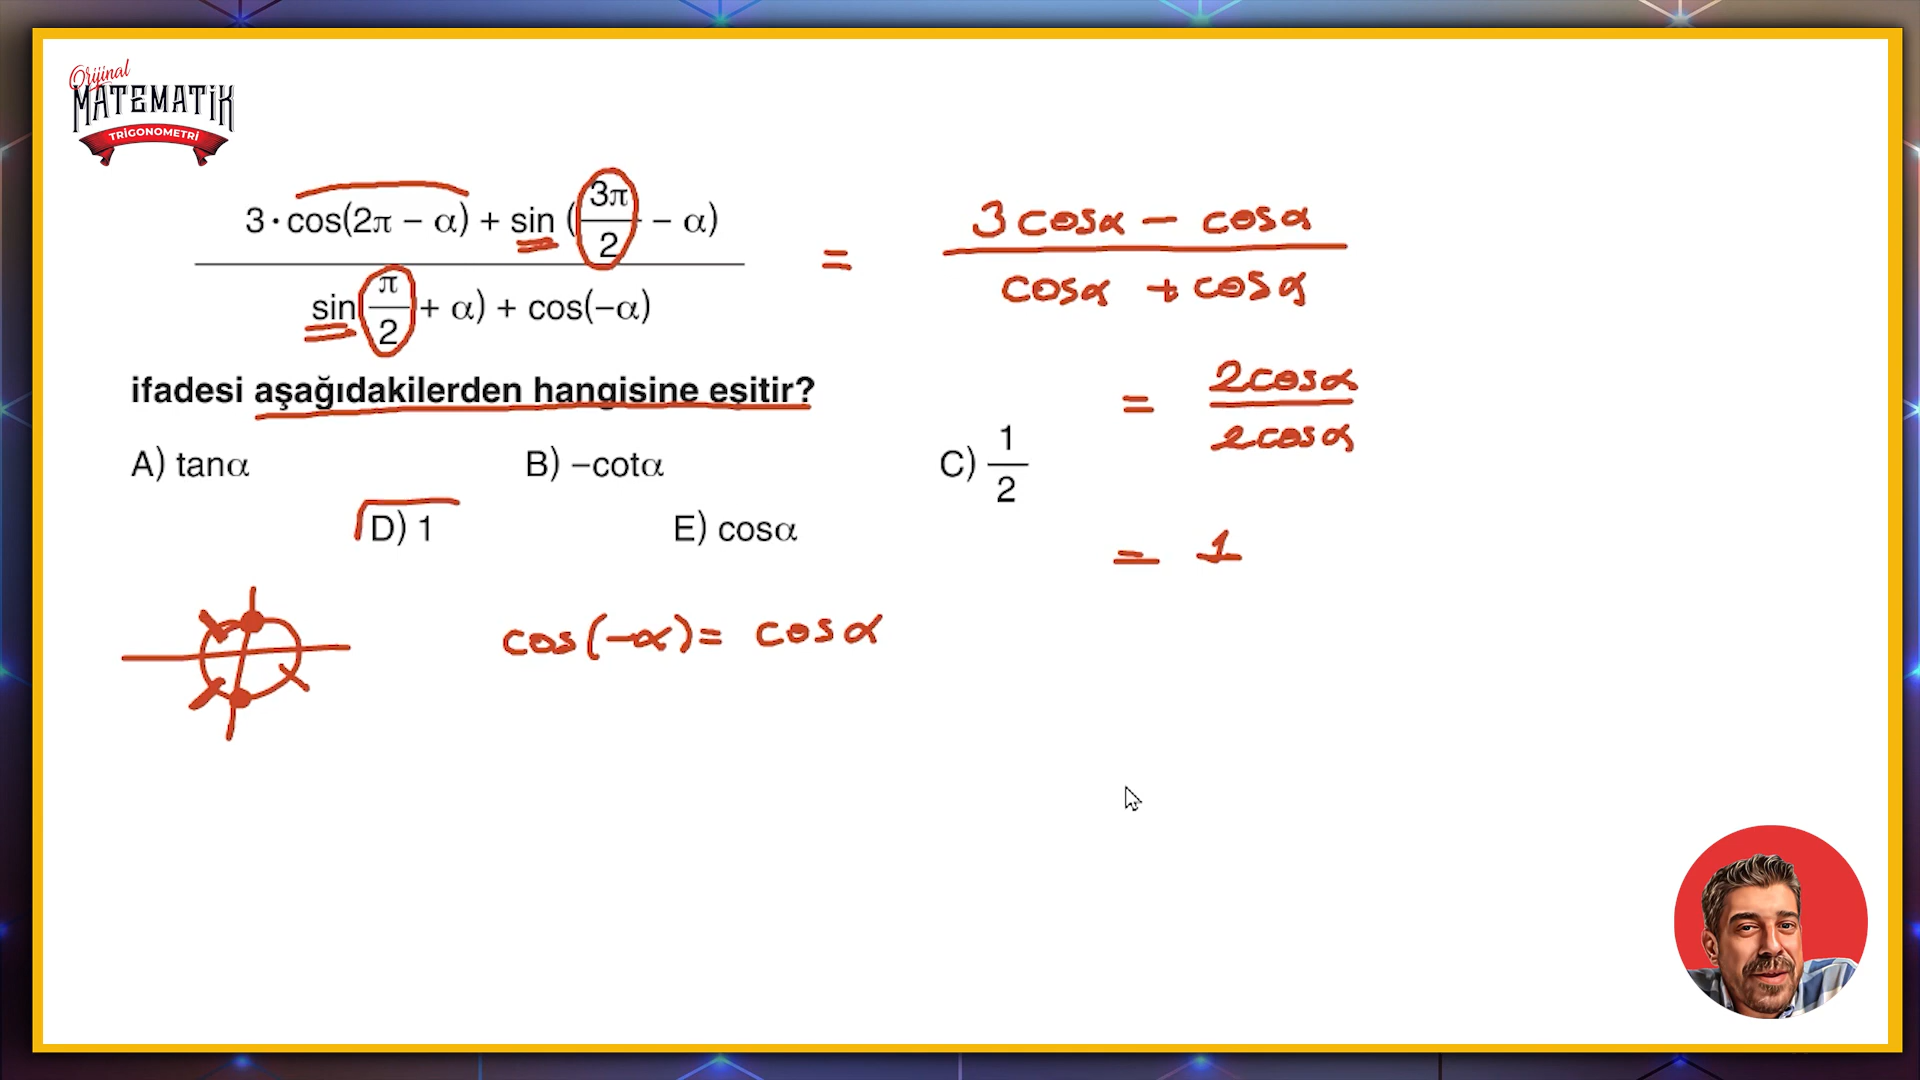 Orijinal
MATEMATİK
TRİGONOMETRİ
3·cos(2π − α) + sin (3π/2 − α)
sin(π/2 + α) + cos(−α)
= 3cosα − cosα
cosα + cosα
ifadesi aşağıdakilerden hangisine eşitir?
= 2cosα
2cosα
A) tanα B) −cotα C) 1/2
D) 1 E) cosα
= 1
cos(−α) = cosα